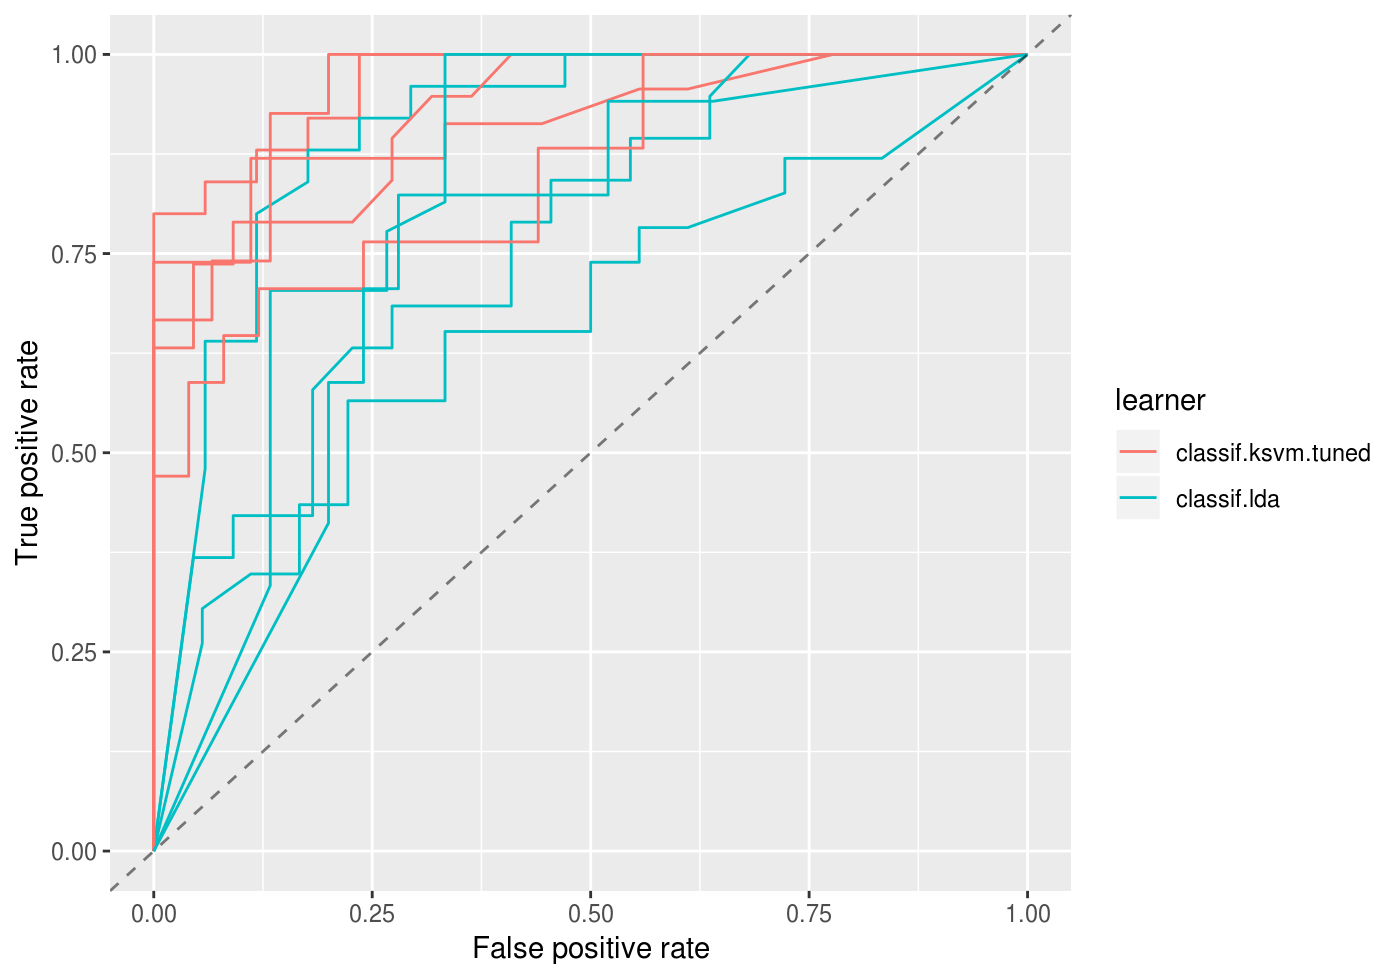 True positive rate
1.00
0.75
0.50
0.25
0.00
0.00 0.25 0.50 0.75 1.00
False positive rate
learner
classif.ksvm.tuned
classif.lda